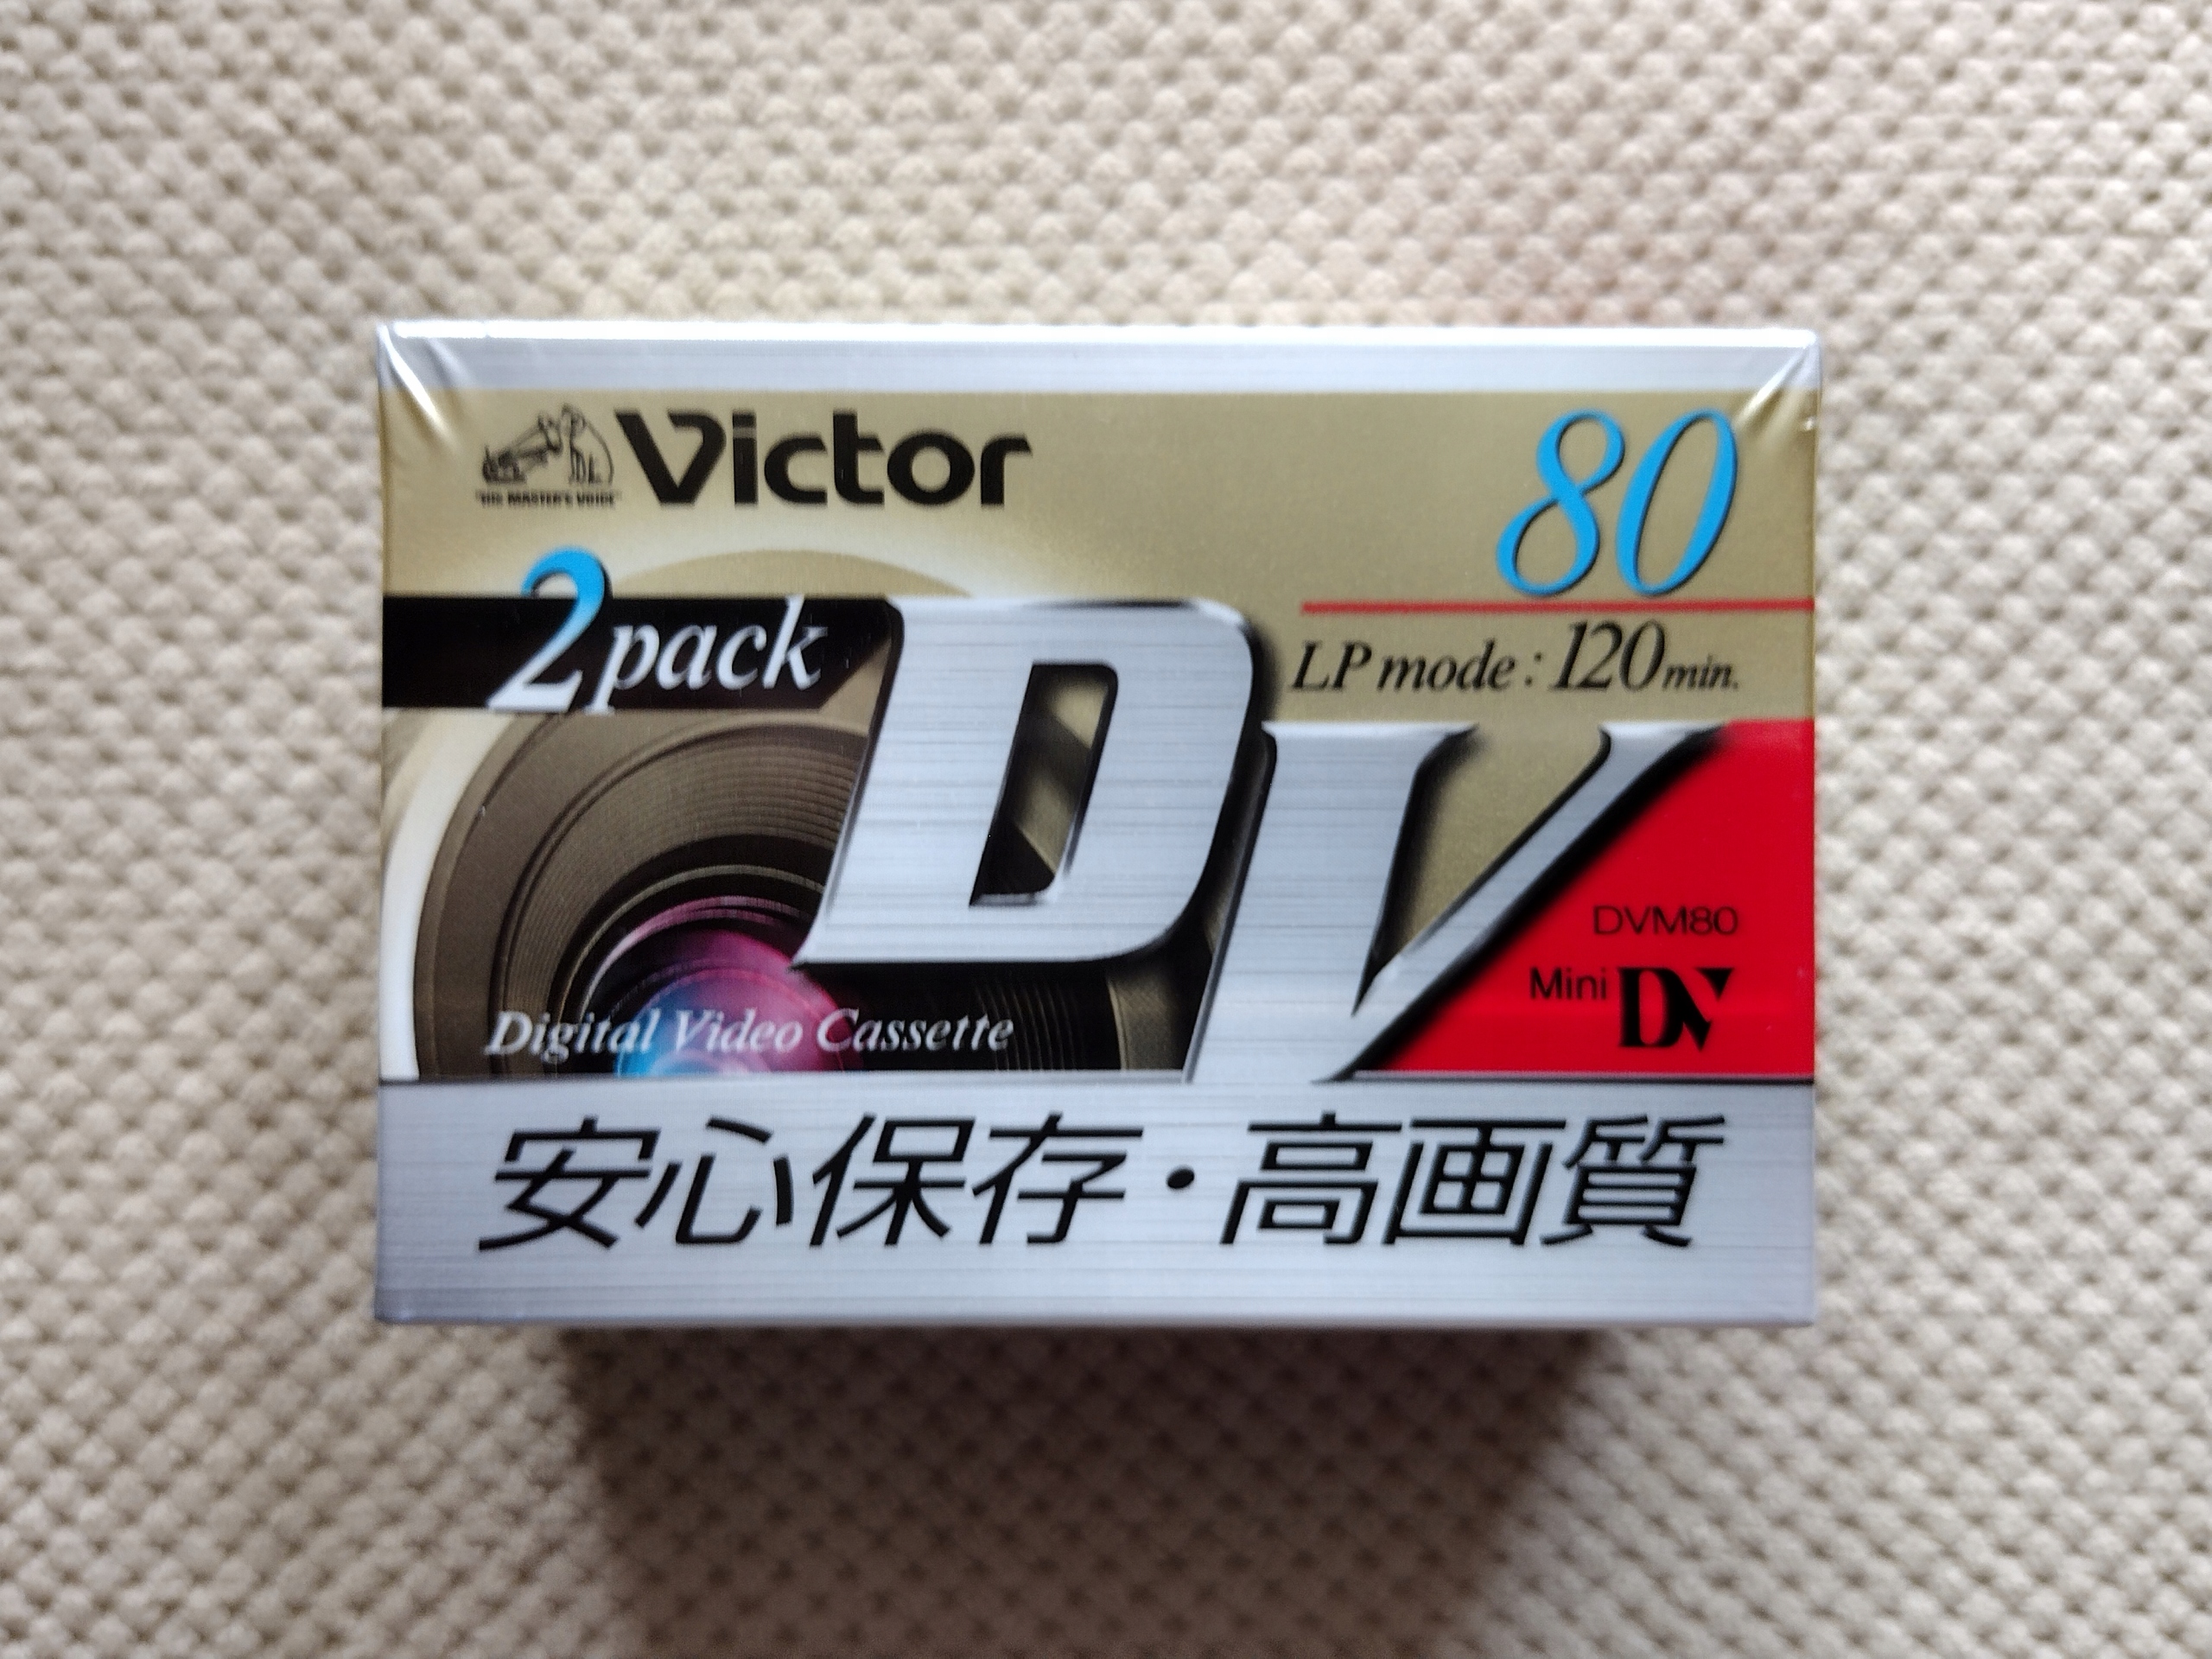 "HIS MASTER'S VOICE" Victor
80
2pack
LP mode : 120min.
DV
DVM80
Mini DV
Digital Video Cassette
安心保存・高画質